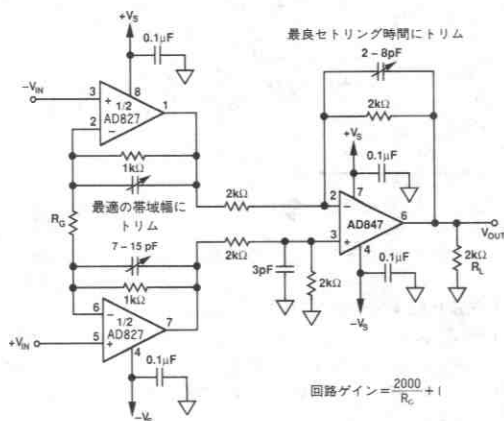 +VS
0.1μF
最良セトリング時間にトリム
2－8pF
-VIN
3
+
8
1/2
AD827
1
2
−
2kΩ
+VS
0.1μF
1kΩ
RG
最適の帯域幅に
トリム
2kΩ
2
−
7
AD847
6
VOUT
7－15 pF
2kΩ
3
+
4
0.1μF
2kΩ
RL
3pF
2kΩ
1kΩ
−VS
6
−
1/2
AD827
7
+VIN
5
+
4
0.1μF
回路ゲイン＝2000/RG＋